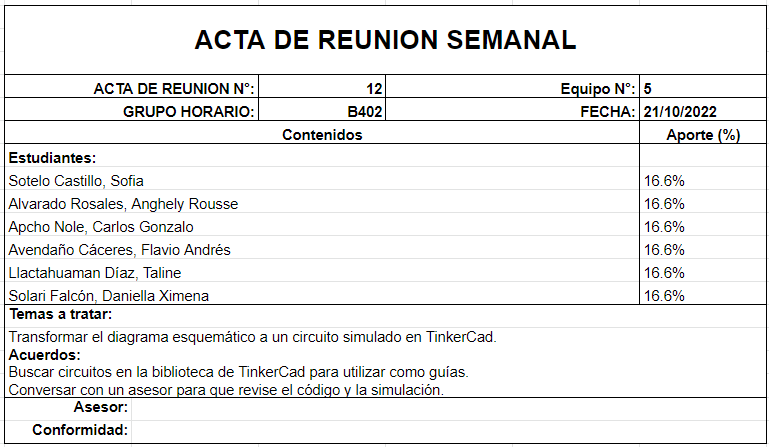 ACTA DE REUNION SEMANAL
ACTA DE REUNION N°: 12 Equipo N°: 5
GRUPO HORARIO: B402 FECHA: 21/10/2022
Contenidos Aporte (%)
Estudiantes:
Sotelo Castillo, Sofia 16.6%
Alvarado Rosales, Anghely Rousse 16.6%
Apcho Nole, Carlos Gonzalo 16.6%
Avendaño Cáceres, Flavio Andrés 16.6%
Llactahuaman Díaz, Taline 16.6%
Solari Falcón, Daniella Ximena 16.6%
Temas a tratar:
Transformar el diagrama esquemático a un circuito simulado en TinkerCad.
Acuerdos:
Buscar circuitos en la biblioteca de TinkerCad para utilizar como guías.
Conversar con un asesor para que revise el código y la simulación.
Asesor:
Conformidad: